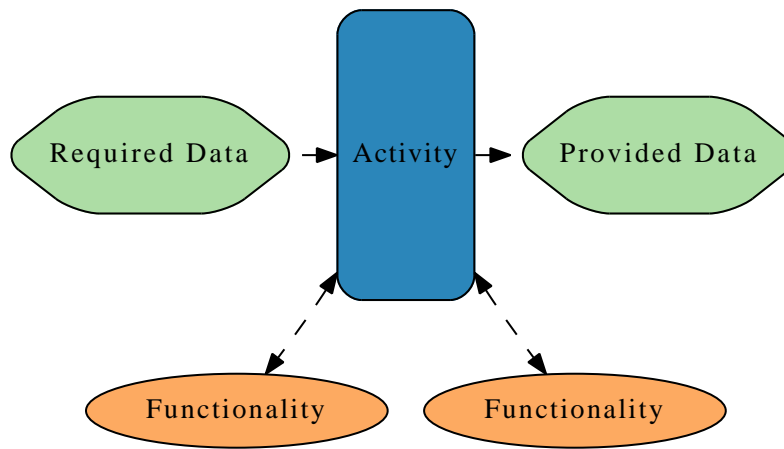 Required Data
Activity
Provided Data
Functionality
Functionality